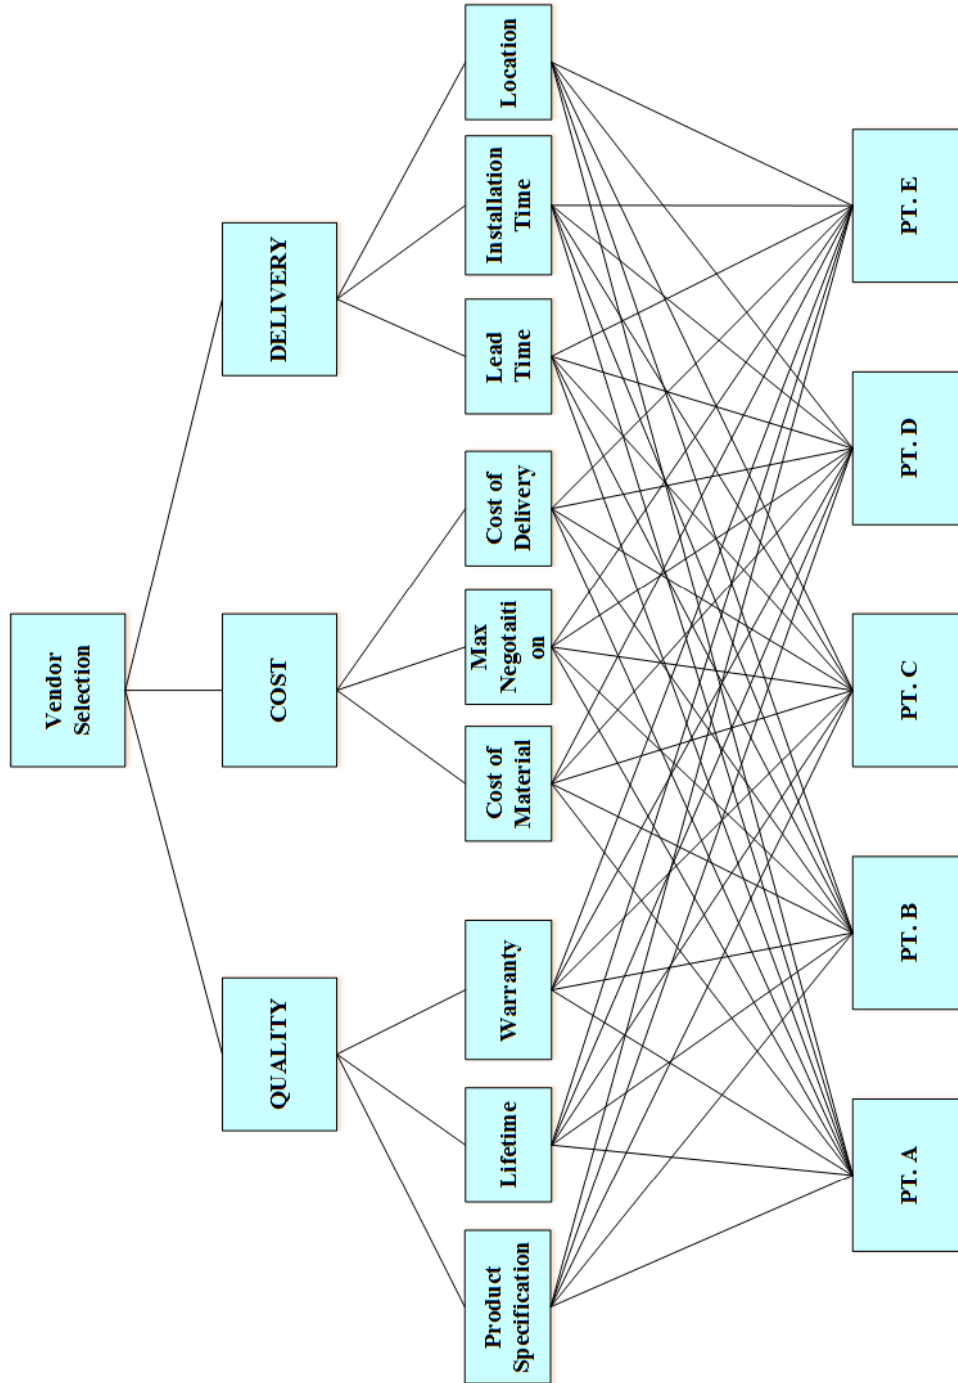 Vendor
Selection
QUALITY
COST
DELIVERY
Product
Specification
Lifetime
Warranty
Cost of
Material
Max
Negotaiti
on
Cost of
Delivery
Lead
Time
Installation
Time
Location
PT. A
PT. B
PT. C
PT. D
PT. E